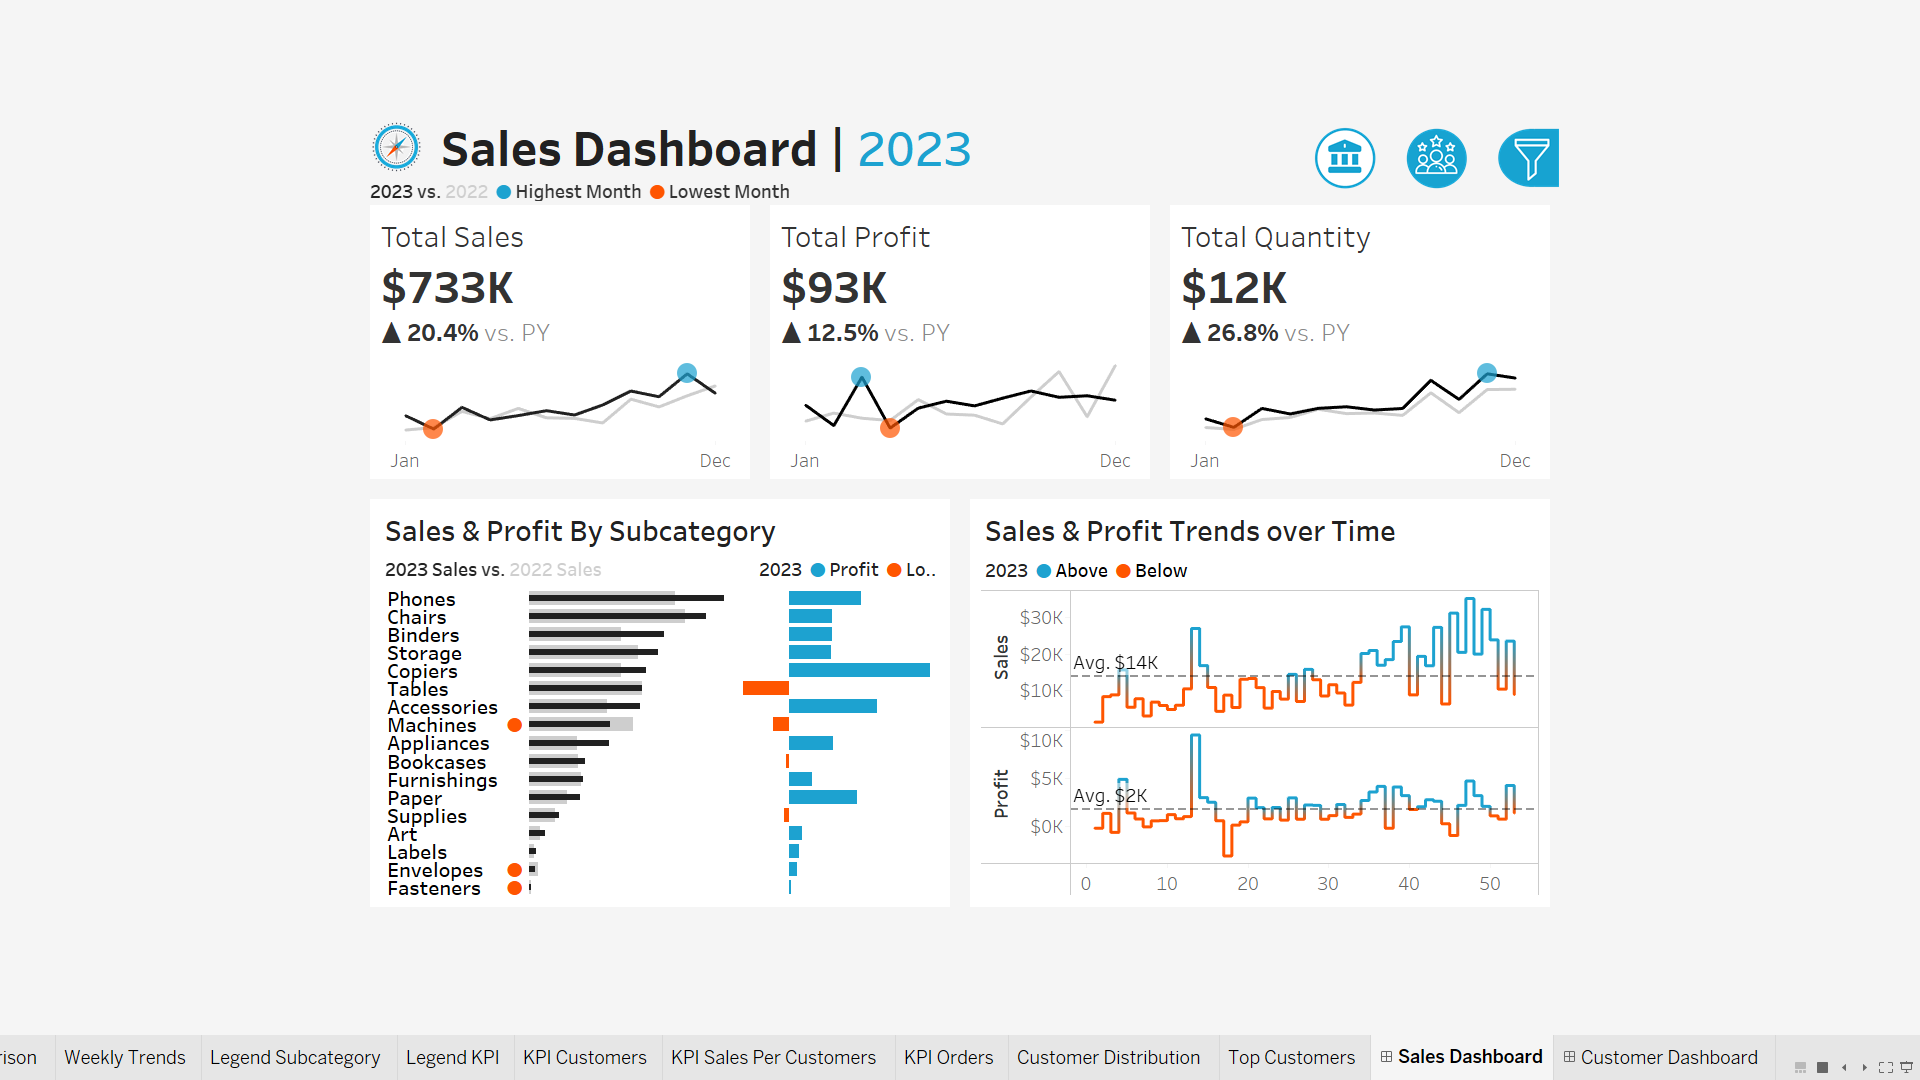 Sales Dashboard | 2023
2023 vs. 2022 Highest Month Lowest Month
Total Sales
$733K
▲ 20.4% vs. PY
Jan Dec
Total Profit
$93K
▲ 12.5% vs. PY
Jan Dec
Total Quantity
$12K
▲ 26.8% vs. PY
Jan Dec
Sales & Profit By Subcategory
2023 Sales vs. 2022 Sales
2023 Profit Lo..
Phones
Chairs
Binders
Storage
Copiers
Tables
Accessories
Machines
Appliances
Bookcases
Furnishings
Paper
Supplies
Art
Labels
Envelopes
Fasteners
Sales & Profit Trends over Time
2023 Above Below
Sales
$30K
$20K
$10K
Avg. $14K
Profit
$10K
$5K
$0K
Avg. $2K
0 10 20 30 40 50
rison Weekly Trends Legend Subcategory Legend KPI KPI Customers KPI Sales Per Customers KPI Orders Customer Distribution Top Customers Sales Dashboard Customer Dashboard